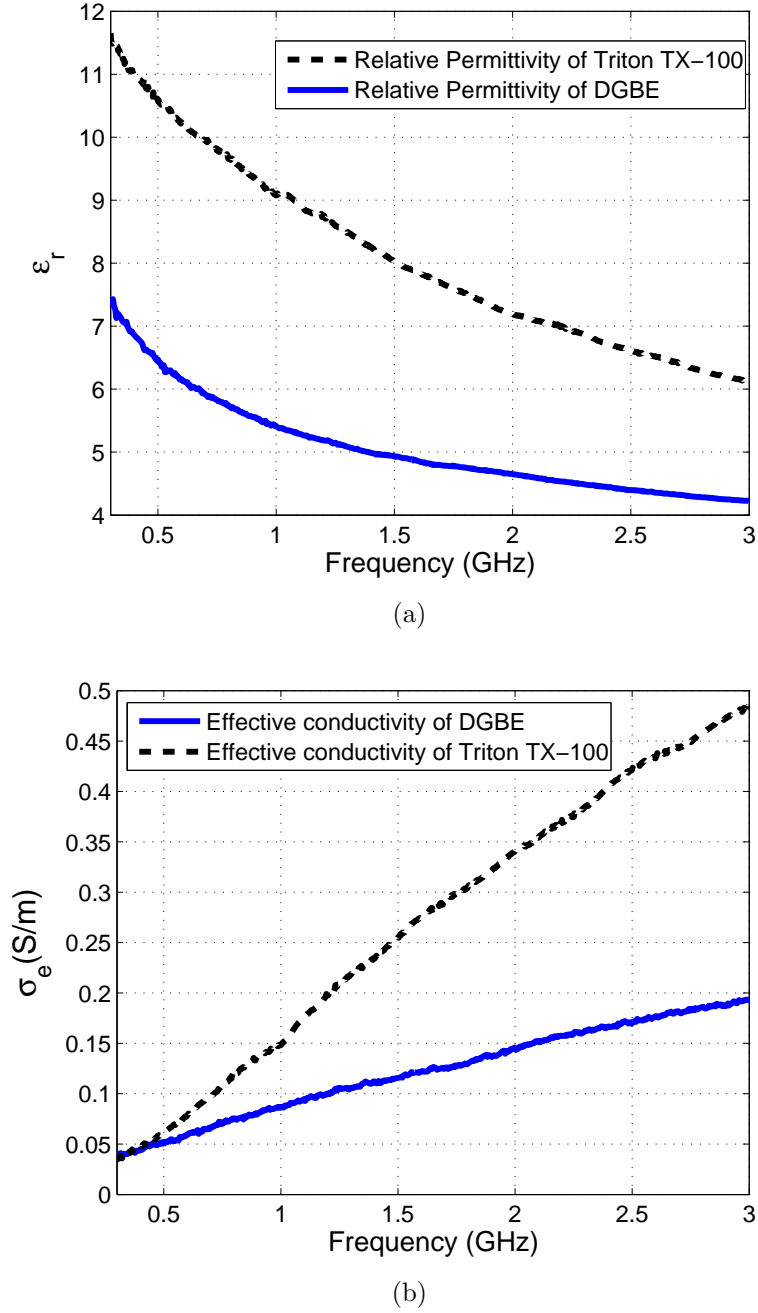 12
11
10
9
8
7
6
5
4
ε_r
Relative Permittivity of Triton TX−100
Relative Permittivity of DGBE
0.5 1 1.5 2 2.5 3
Frequency (GHz)
(a)
0.5
0.45
0.4
0.35
0.3
0.25
0.2
0.15
0.1
0.05
0
σ_e(S/m)
Effective conductivity of DGBE
Effective conductivity of Triton TX−100
0.5 1 1.5 2 2.5 3
Frequency (GHz)
(b)